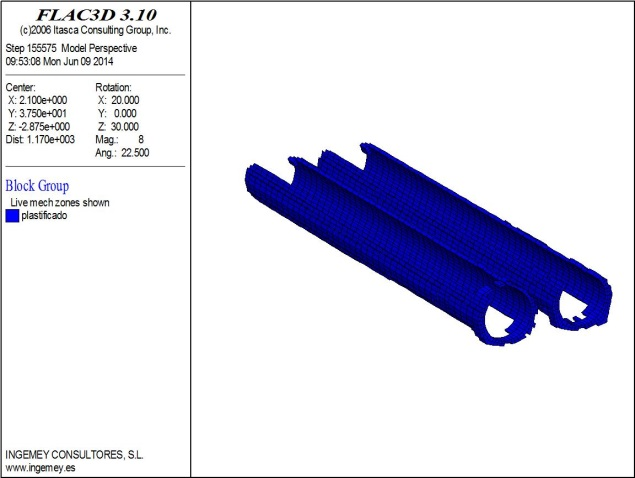 FLAC3D 3.10
(c)2006 Itasca Consulting Group, Inc.
Step 155575 Model Perspective
09:53:08 Mon Jun 09 2014
Center: Rotation:
X: 2.100e+000 X: 20.000
Y: 3.750e+001 Y: 0.000
Z: -2.875e+000 Z: 30.000
Dist: 1.170e+003 Mag.: 8
Ang.: 22.500
Block Group
Live mech zones shown
plastificado
INGEMEY CONSULTORES, S.L.
www.ingemey.es